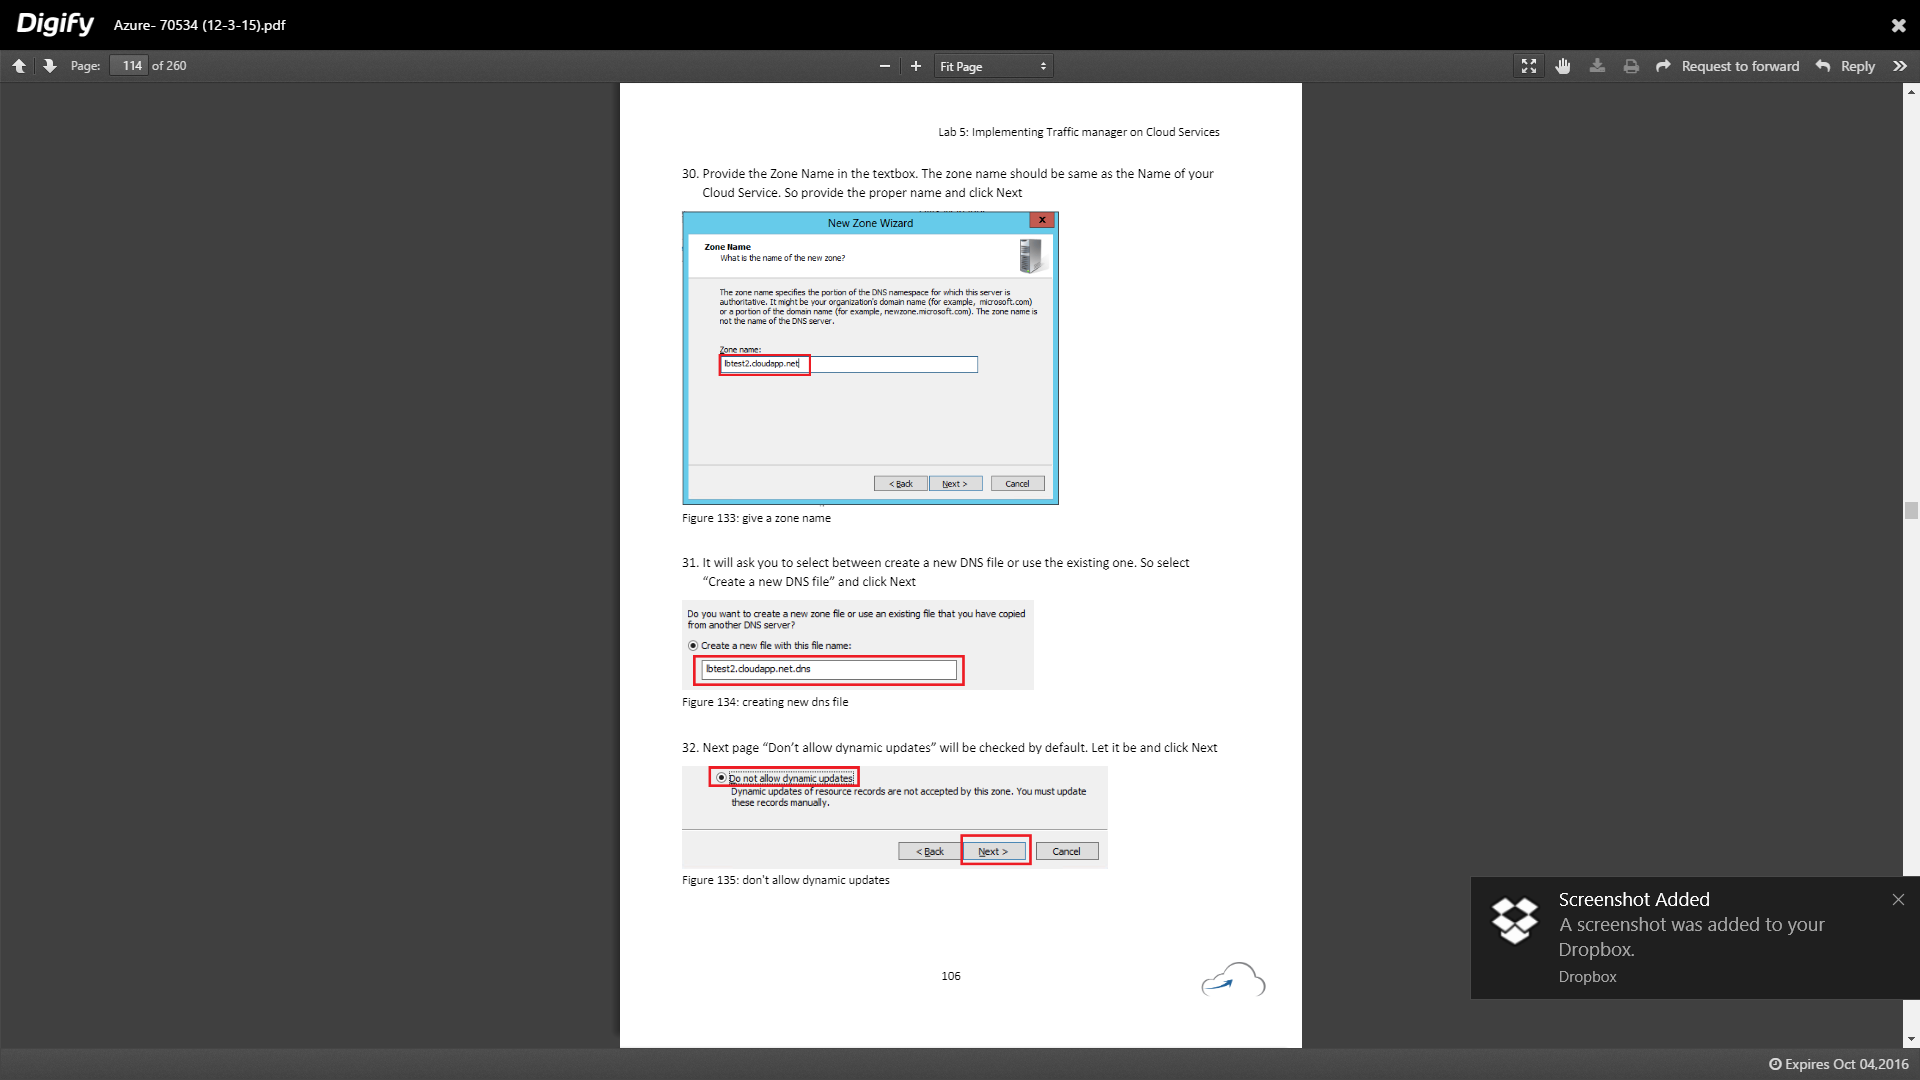 Digify
Azure- 70534 (12-3-15).pdf
Page: 114 of 260
Fit Page
Request to forward
Reply
Lab 5: Implementing Traffic manager on Cloud Services
30. Provide the Zone Name in the textbox. The zone name should be same as the Name of your
Cloud Service. So provide the proper name and click Next
New Zone Wizard
x
Zone Name
What is the name of the new zone?
The zone name specifies the portion of the DNS namespace for which this server is
authoritative. It might be your organization's domain name (for example, microsoft.com)
or a portion of the domain name (for example, newzone.microsoft.com). The zone name is
not the name of the DNS server.
Zone name:
lbtest2.cloudapp.net
< Back
Next >
Cancel
Figure 133: give a zone name
31. It will ask you to select between create a new DNS file or use the existing one. So select
“Create a new DNS file” and click Next
Do you want to create a new zone file or use an existing file that you have copied
from another DNS server?
Create a new file with this file name:
lbtest2.cloudapp.net.dns
Figure 134: creating new dns file
32. Next page “Don’t allow dynamic updates” will be checked by default. Let it be and click Next
Do not allow dynamic updates
Dynamic updates of resource records are not accepted by this zone. You must update
these records manually.
< Back
Next >
Cancel
Figure 135: don't allow dynamic updates
106
Screenshot Added
A screenshot was added to your
Dropbox.
Dropbox
Expires Oct 04,2016